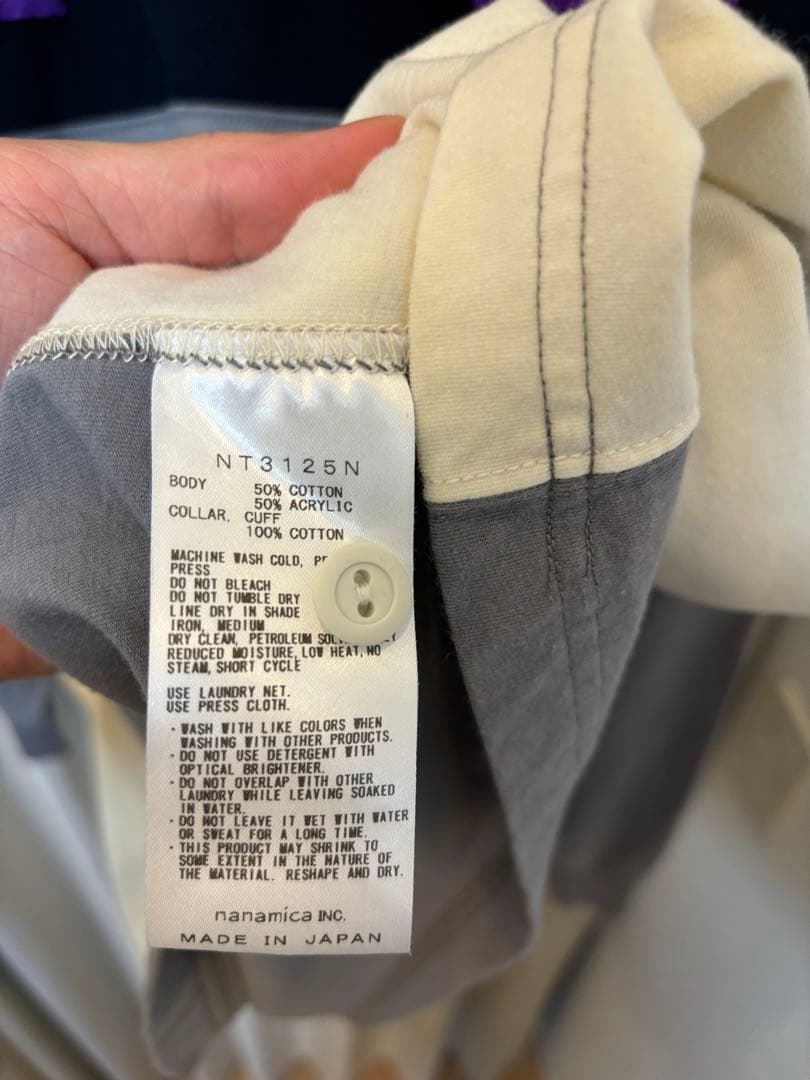 NT3125N
BODY 50% COTTON
50% ACRYLIC
COLLAR. CUFF
100% COTTON
MACHINE WASH COLD,
PRESS
DO NOT BLEACH
DO NOT TUMBLE DRY
LINE DRY IN SHADE
IRON, MEDIUM
DRY CLEAN, PETROLEUM
REDUCED MOISTURE, LOW HEAT, NO
STEAM, SHORT CYCLE
USE LAUNDRY NET.
USE PRESS CLOTH.
・WASH WITH LIKE COLORS WHEN
WASHING WITH OTHER PRODUCTS.
・DO NOT USE DETERGENT WITH
OPTICAL BRIGHTENER.
・DO NOT OVERLAP WITH OTHER
LAUNDRY WHILE LEAVING SOAKED
IN WATER.
・DO NOT LEAVE IT WET WITH WATER
OR SWEAT FOR A LONG TIME.
・THIS PRODUCT MAY SHRINK TO
SOME EXTENT IN THE NATURE OF
THE MATERIAL. RESHAPE AND DRY.
nanamica INC.
MADE IN JAPAN